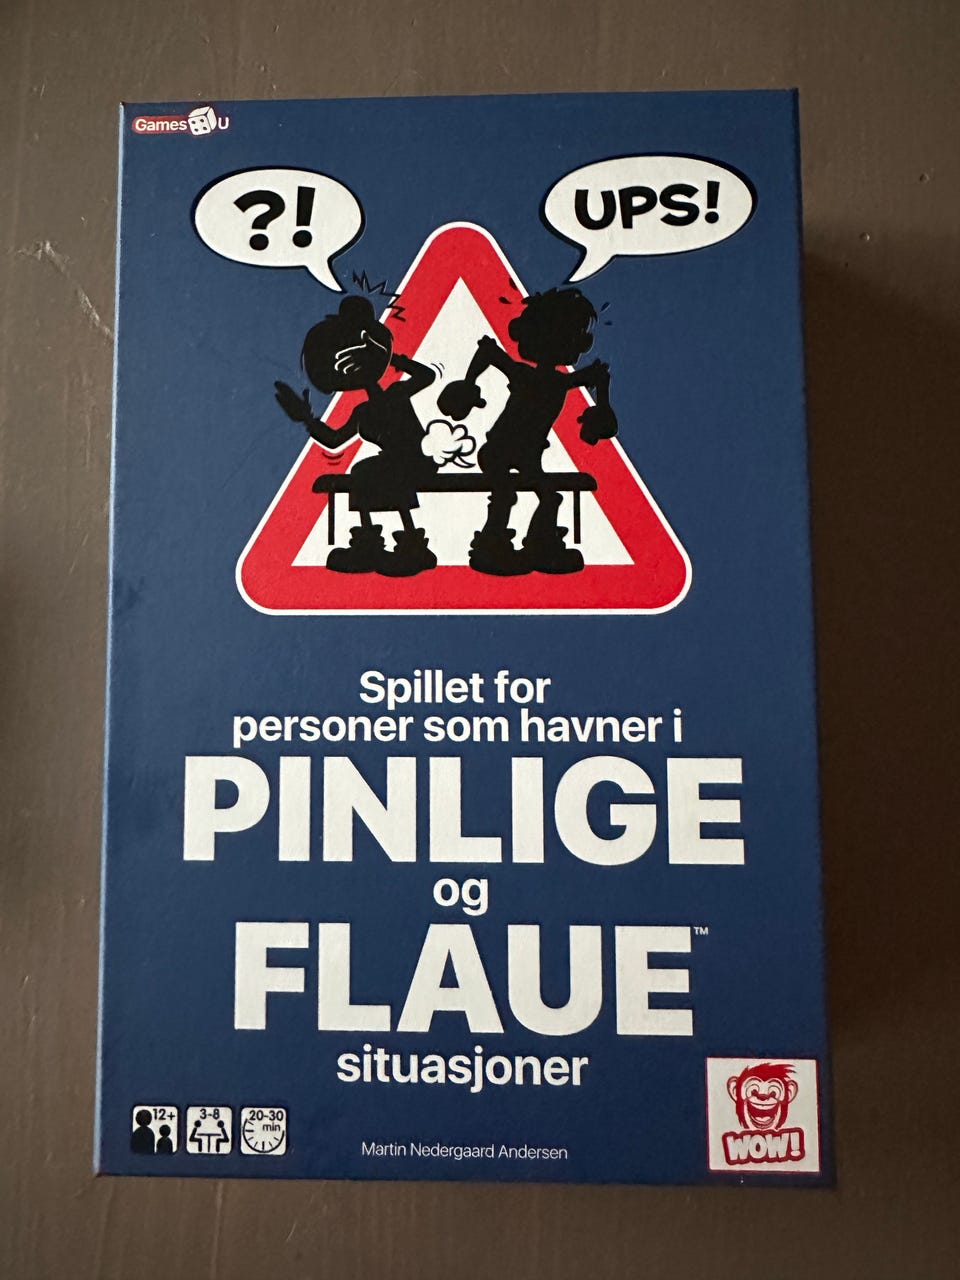 Games U
?!
UPS!
Spillet for
personer som havner i
PINLIGE
og
FLAUE™
situasjoner
12+
3-8
20-30
min
Martin Nedergaard Andersen
WOW!